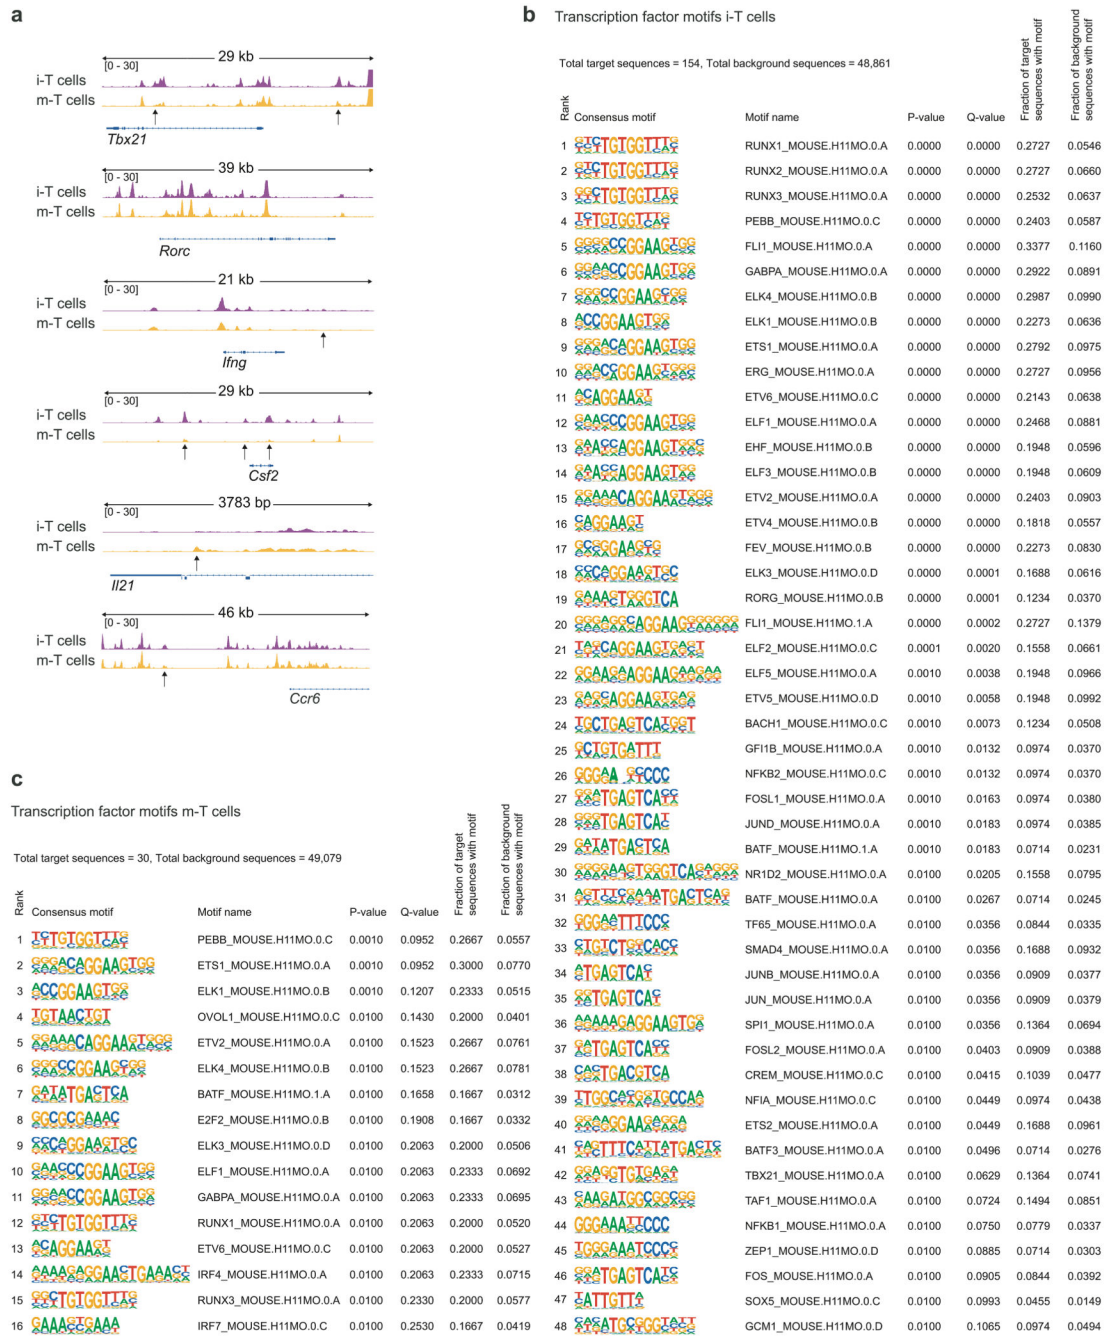 a
29 kb
[0 - 30]
i-T cells
m-T cells
Tbx21
39 kb
[0 - 30]
i-T cells
m-T cells
Rorc
21 kb
[0 - 30]
i-T cells
m-T cells
Ifng
29 kb
[0 - 30]
i-T cells
m-T cells
Csf2
3783 bp
[0 - 30]
i-T cells
m-T cells
Il21
46 kb
[0 - 30]
i-T cells
m-T cells
Ccr6
b Transcription factor motifs i-T cells
Total target sequences = 154, Total background sequences = 48,861
Rank Consensus motif Motif name P-value Q-value Fraction of target sequences with motif Fraction of background sequences with motif
1 RUNX1_MOUSE.H11MO.0.A 0.0000 0.0000 0.2727 0.0546
2 RUNX2_MOUSE.H11MO.0.A 0.0000 0.0000 0.2727 0.0660
3 RUNX3_MOUSE.H11MO.0.A 0.0000 0.0000 0.2532 0.0637
4 PEBB_MOUSE.H11MO.0.C 0.0000 0.0000 0.2403 0.0587
5 FLI1_MOUSE.H11MO.0.A 0.0000 0.0000 0.3377 0.1160
6 GABPA_MOUSE.H11MO.0.A 0.0000 0.0000 0.2922 0.0891
7 ELK4_MOUSE.H11MO.0.B 0.0000 0.0000 0.2987 0.0990
8 ELK1_MOUSE.H11MO.0.B 0.0000 0.0000 0.2273 0.0636
9 ETS1_MOUSE.H11MO.0.A 0.0000 0.0000 0.2792 0.0975
10 ERG_MOUSE.H11MO.0.A 0.0000 0.0000 0.2727 0.0956
11 ETV6_MOUSE.H11MO.0.C 0.0000 0.0000 0.2143 0.0638
12 ELF1_MOUSE.H11MO.0.A 0.0000 0.0000 0.2468 0.0881
13 EHF_MOUSE.H11MO.0.B 0.0000 0.0000 0.1948 0.0596
14 ELF3_MOUSE.H11MO.0.B 0.0000 0.0000 0.1948 0.0609
15 ETV2_MOUSE.H11MO.0.A 0.0000 0.0000 0.2403 0.0903
16 ETV4_MOUSE.H11MO.0.B 0.0000 0.0000 0.1818 0.0557
17 FEV_MOUSE.H11MO.0.B 0.0000 0.0000 0.2273 0.0830
18 ELK3_MOUSE.H11MO.0.D 0.0000 0.0001 0.1688 0.0616
19 RORG_MOUSE.H11MO.0.B 0.0000 0.0001 0.1234 0.0370
20 FLI1_MOUSE.H11MO.1.A 0.0000 0.0002 0.2727 0.1379
21 ELF2_MOUSE.H11MO.0.C 0.0001 0.0020 0.1558 0.0661
22 ELF5_MOUSE.H11MO.0.A 0.0010 0.0038 0.1948 0.0966
23 ETV5_MOUSE.H11MO.0.D 0.0010 0.0058 0.1948 0.0992
24 BACH1_MOUSE.H11MO.0.C 0.0010 0.0073 0.1234 0.0508
25 GFI1B_MOUSE.H11MO.0.A 0.0010 0.0132 0.0974 0.0370
26 NFKB2_MOUSE.H11MO.0.C 0.0010 0.0132 0.0974 0.0370
27 FOSL1_MOUSE.H11MO.0.A 0.0010 0.0163 0.0974 0.0380
28 JUND_MOUSE.H11MO.0.A 0.0010 0.0183 0.0974 0.0385
29 BATF_MOUSE.H11MO.1.A 0.0010 0.0183 0.0714 0.0231
30 NR1D2_MOUSE.H11MO.0.A 0.0100 0.0205 0.1558 0.0795
31 BATF_MOUSE.H11MO.0.A 0.0100 0.0267 0.0714 0.0245
32 TF65_MOUSE.H11MO.0.A 0.0100 0.0356 0.0844 0.0335
33 SMAD4_MOUSE.H11MO.0.A 0.0100 0.0356 0.1688 0.0932
34 JUNB_MOUSE.H11MO.0.A 0.0100 0.0356 0.0909 0.0377
35 JUN_MOUSE.H11MO.0.A 0.0100 0.0356 0.0909 0.0379
36 SPI1_MOUSE.H11MO.0.A 0.0100 0.0356 0.1364 0.0694
37 FOSL2_MOUSE.H11MO.0.A 0.0100 0.0403 0.0909 0.0388
38 CREM_MOUSE.H11MO.0.C 0.0100 0.0415 0.1039 0.0477
39 NFIA_MOUSE.H11MO.0.C 0.0100 0.0449 0.0974 0.0438
40 ETS2_MOUSE.H11MO.0.A 0.0100 0.0449 0.1688 0.0961
41 BATF3_MOUSE.H11MO.0.A 0.0100 0.0496 0.0714 0.0276
42 TBX21_MOUSE.H11MO.0.A 0.0100 0.0629 0.1364 0.0741
43 TAF1_MOUSE.H11MO.0.A 0.0100 0.0724 0.1494 0.0851
44 NFKB1_MOUSE.H11MO.0.A 0.0100 0.0750 0.0779 0.0337
45 ZEP1_MOUSE.H11MO.0.D 0.0100 0.0885 0.0714 0.0303
46 FOS_MOUSE.H11MO.0.A 0.0100 0.0905 0.0844 0.0392
47 SOX5_MOUSE.H11MO.0.C 0.0100 0.0993 0.0455 0.0149
48 GCM1_MOUSE.H11MO.0.D 0.0100 0.1065 0.0974 0.0494
c
Transcription factor motifs m-T cells
Total target sequences = 30, Total background sequences = 49,079
Rank Consensus motif Motif name P-value Q-value Fraction of target sequences with motif Fraction of background sequences with motif
1 PEBB_MOUSE.H11MO.0.C 0.0010 0.0952 0.2667 0.0557
2 ETS1_MOUSE.H11MO.0.A 0.0010 0.0952 0.3000 0.0770
3 ELK1_MOUSE.H11MO.0.B 0.0010 0.1207 0.2333 0.0515
4 OVOL1_MOUSE.H11MO.0.C 0.0100 0.1430 0.2000 0.0401
5 ETV2_MOUSE.H11MO.0.A 0.0100 0.1523 0.2667 0.0761
6 ELK4_MOUSE.H11MO.0.B 0.0100 0.1523 0.2667 0.0781
7 BATF_MOUSE.H11MO.1.A 0.0100 0.1658 0.1667 0.0312
8 E2F2_MOUSE.H11MO.0.B 0.0100 0.1908 0.1667 0.0332
9 ELK3_MOUSE.H11MO.0.D 0.0100 0.2063 0.2000 0.0506
10 ELF1_MOUSE.H11MO.0.A 0.0100 0.2063 0.2333 0.0692
11 GABPA_MOUSE.H11MO.0.A 0.0100 0.2063 0.2333 0.0695
12 RUNX1_MOUSE.H11MO.0.A 0.0100 0.2063 0.2000 0.0520
13 ETV6_MOUSE.H11MO.0.C 0.0100 0.2063 0.2000 0.0527
14 IRF4_MOUSE.H11MO.0.A 0.0100 0.2063 0.2333 0.0715
15 RUNX3_MOUSE.H11MO.0.A 0.0100 0.2330 0.2000 0.0577
16 IRF7_MOUSE.H11MO.0.C 0.0100 0.2530 0.1667 0.0419